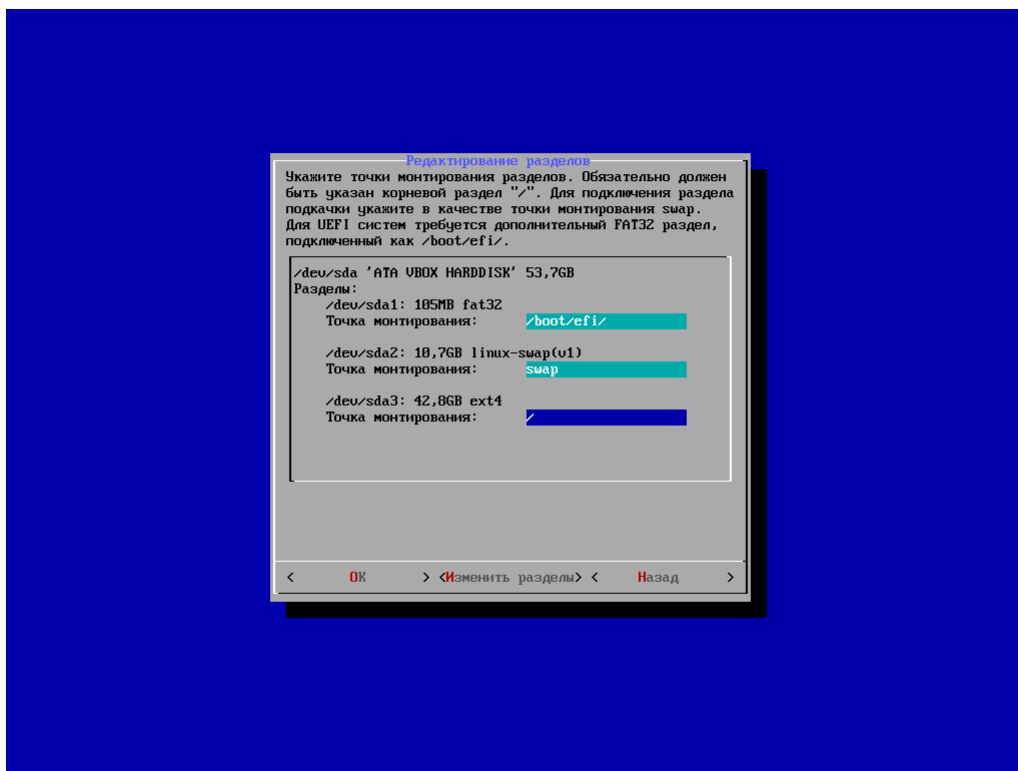 Редактирование разделов
Укажите точки монтирования разделов. Обязательно должен
быть указан корневой раздел "/". Для подключения раздела
подкачки укажите в качестве точки монтирования swap.
Для UEFI систем требуется дополнительный FAT32 раздел,
подключенный как /boot/efi/.
/dev/sda 'ATA VBOX HARDDISK' 53,7GB
Разделы:
/dev/sda1: 105MB fat32
Точка монтирования: /boot/efi/
/dev/sda2: 10,7GB linux-swap(v1)
Точка монтирования: swap
/dev/sda3: 42,8GB ext4
Точка монтирования: /
< OK > <Изменить разделы> < Назад >